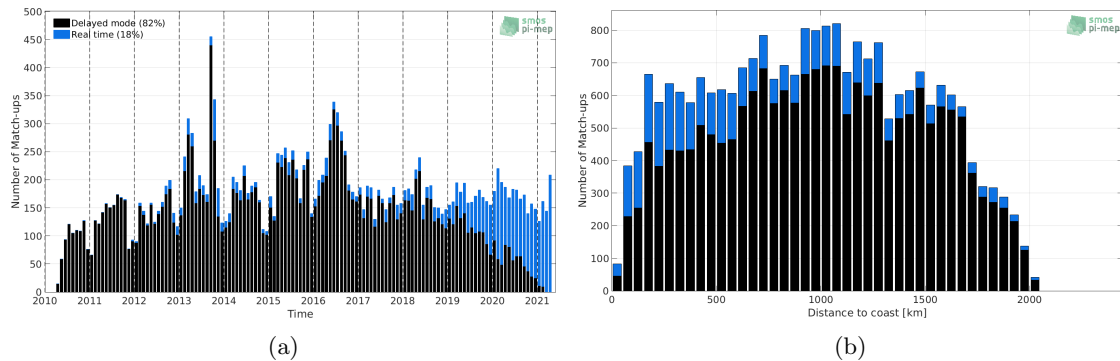 Delayed mode (82%)
Real time (18%)
smos
pi-mep
500
450
400
350
300
250
200
150
100
50
0
2010 2011 2012 2013 2014 2015 2016 2017 2018 2019 2020 2021
Number of Match-ups
Time
(a)
smos
pi-mep
800
700
600
500
400
300
200
100
0
0 500 1000 1500 2000
Number of Match-ups
Distance to coast [km]
(b)